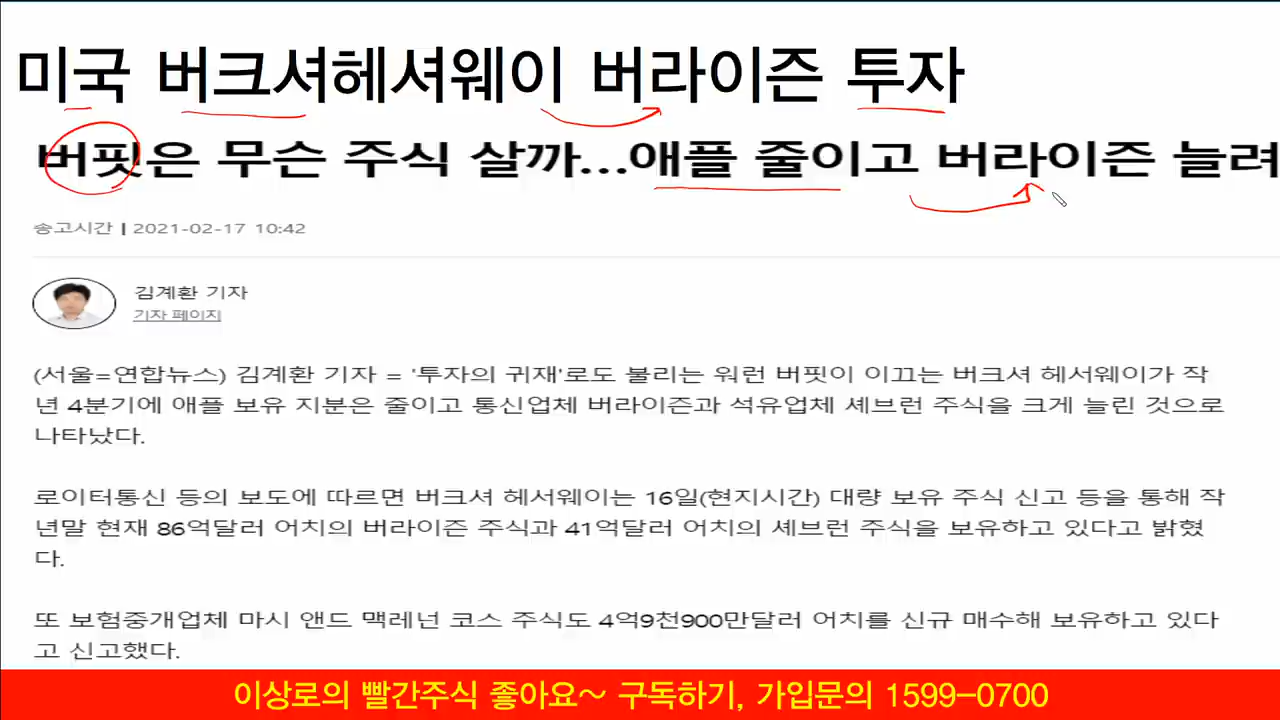 미국 버크셔헤셔웨이 버라이즌 투자
버핏은 무슨 주식 살까...애플 줄이고 버라이즌 늘려
송고시간 | 2021-02-17 10:42
김계환 기자
기자 페이지
(서울=연합뉴스) 김계환 기자 = '투자의 귀재'로도 불리는 워런 버핏이 이끄는 버크셔 헤서웨이가 작
년 4분기에 애플 보유 지분은 줄이고 통신업체 버라이즌과 석유업체 셰브런 주식을 크게 늘린 것으로
나타났다.
로이터통신 등의 보도에 따르면 버크셔 헤서웨이는 16일(현지시간) 대량 보유 주식 신고 등을 통해 작
년말 현재 86억달러 어치의 버라이즌 주식과 41억달러 어치의 셰브런 주식을 보유하고 있다고 밝혔
다.
또 보험중개업체 마시 앤드 맥레넌 코스 주식도 4억9천900만달러 어치를 신규 매수해 보유하고 있다
고 신고했다.
이상로의 빨간주식 좋아요~ 구독하기, 가입문의 1599-0700